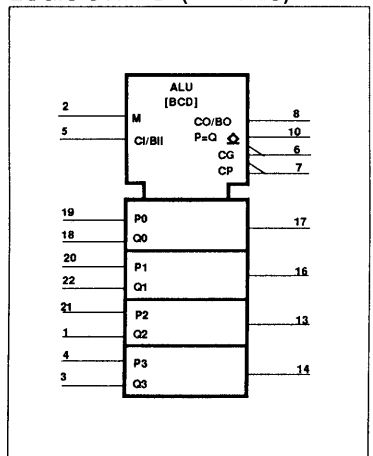 ALU
[BCD]
2 M CO/BO 8
5 CI/BII P=Q 10
CG 6
CP 7
19 P0 17
18 Q0
20 P1 16
22 Q1
21 P2 13
1 Q2
4 P3 14
3 Q3